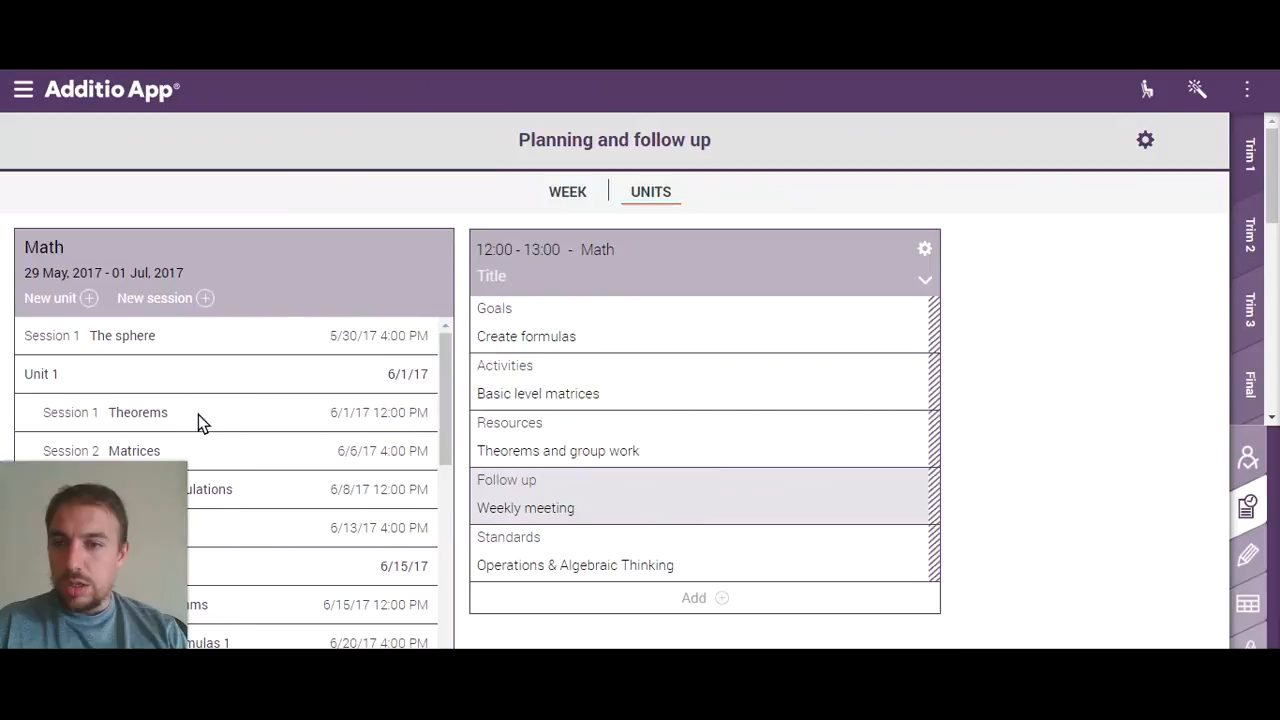 Additio App®
Planning and follow up
WEEK | UNITS
Math
29 May, 2017 - 01 Jul, 2017
New unit New session
Session 1 The sphere 5/30/17 4:00 PM
Unit 1 6/1/17
Session 1 Theorems 6/1/17 12:00 PM
Session 2 Matrices 6/6/17 4:00 PM
ulations 6/8/17 12:00 PM
6/13/17 4:00 PM
6/15/17
ms 6/15/17 12:00 PM
mulas 1 6/20/17 4:00 PM
12:00 - 13:00 - Math
Title
Goals
Create formulas
Activities
Basic level matrices
Resources
Theorems and group work
Follow up
Weekly meeting
Standards
Operations & Algebraic Thinking
Add
Trim 1
Trim 2
Trim 3
Final